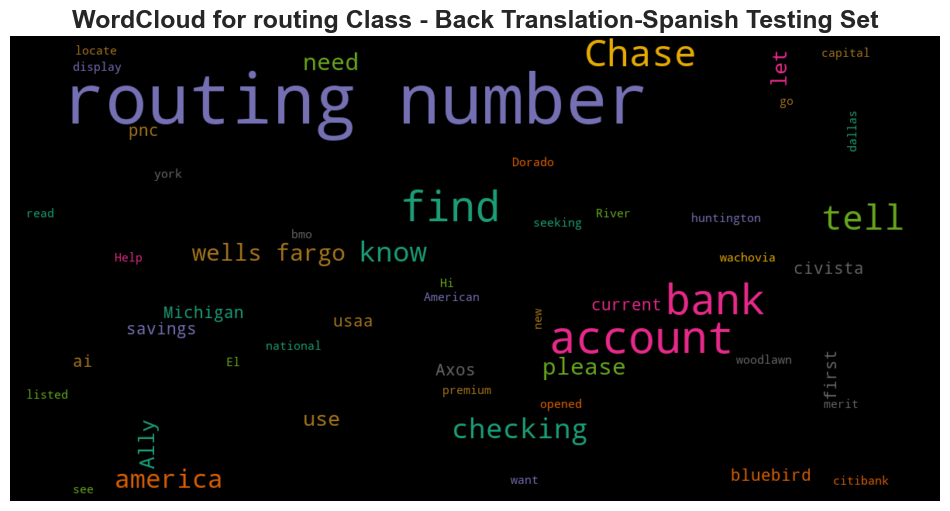 WordCloud for routing Class - Back Translation-Spanish Testing Set
locate
display
need
Chase
let
capital
go
routing number
pnc
dallas
york
Dorado
read
find
seeking
River
huntington
tell
bmo
Help
wells fargo
know
wachovia
civista
Hi
American
Michigan
savings
usaa
new
current
bank
account
national
ai
El
Axos
please
woodlawn
first
listed
premium
opened
merit
use
checking
Ally
america
see
want
bluebird
citibank